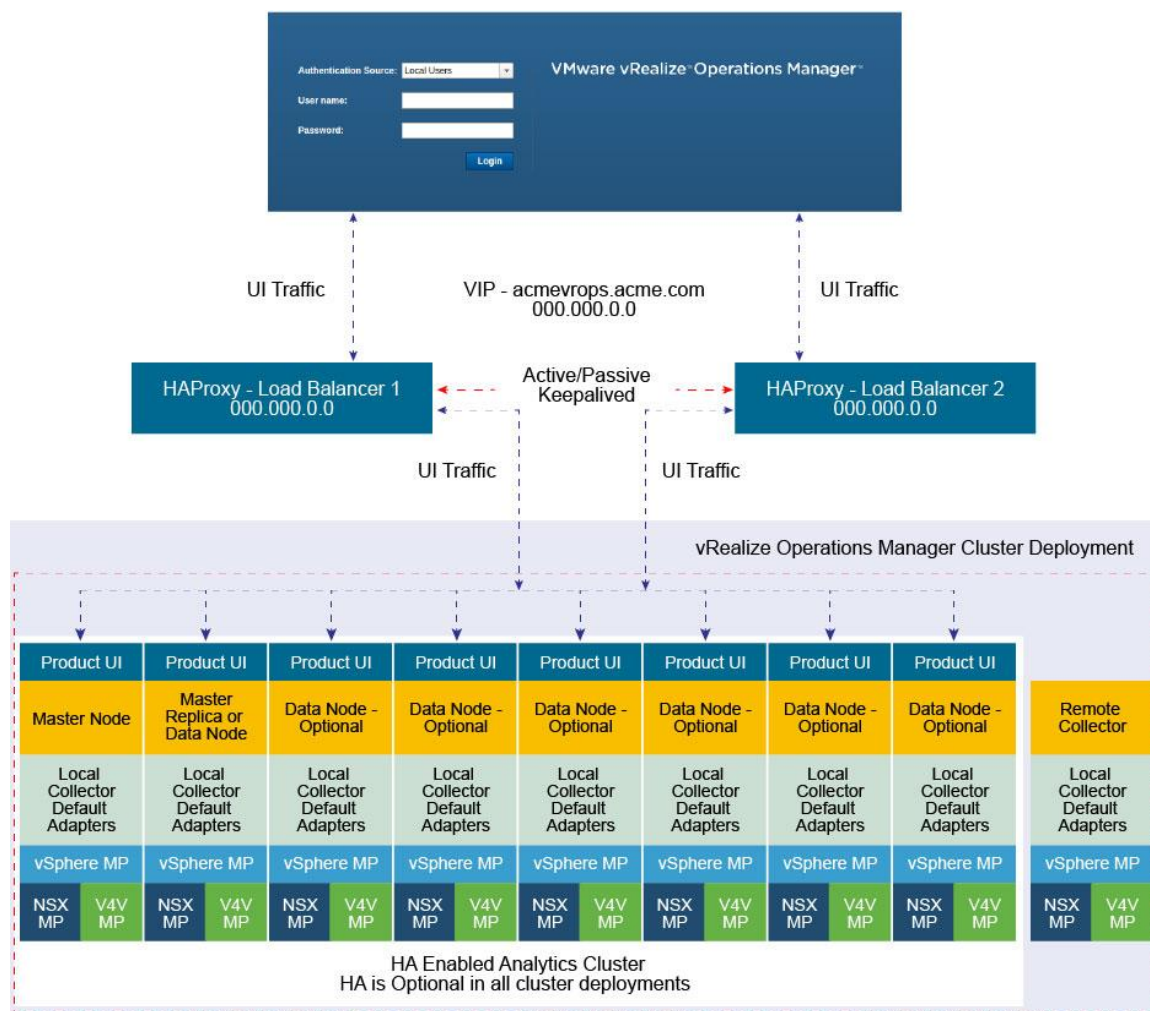 Authentication Source: Local Users
VMware vRealize™ Operations Manager™
User name:
Password:
Login
UI Traffic
VIP - acmevrops.acme.com
000.000.0.0
UI Traffic
HAProxy - Load Balancer 1
000.000.0.0
Active/Passive
Keepalived
HAProxy - Load Balancer 2
000.000.0.0
UI Traffic
UI Traffic
vRealize Operations Manager Cluster Deployment
Product UI
Product UI
Product UI
Product UI
Product UI
Product UI
Product UI
Product UI
Master Node
Master
Replica or
Data Node
Data Node -
Optional
Data Node -
Optional
Data Node -
Optional
Data Node -
Optional
Data Node -
Optional
Data Node -
Optional
Remote
Collector
Local
Collector
Default
Adapters
Local
Collector
Default
Adapters
Local
Collector
Default
Adapters
Local
Collector
Default
Adapters
Local
Collector
Default
Adapters
Local
Collector
Default
Adapters
Local
Collector
Default
Adapters
Local
Collector
Default
Adapters
Local
Collector
Default
Adapters
vSphere MP
vSphere MP
vSphere MP
vSphere MP
vSphere MP
vSphere MP
vSphere MP
vSphere MP
vSphere MP
NSX
MP
V4V
MP
NSX
MP
V4V
MP
NSX
MP
V4V
MP
NSX
MP
V4V
MP
NSX
MP
V4V
MP
NSX
MP
V4V
MP
NSX
MP
V4V
MP
NSX
MP
V4V
MP
NSX
MP
V4V
MP
HA Enabled Analytics Cluster
HA is Optional in all cluster deployments